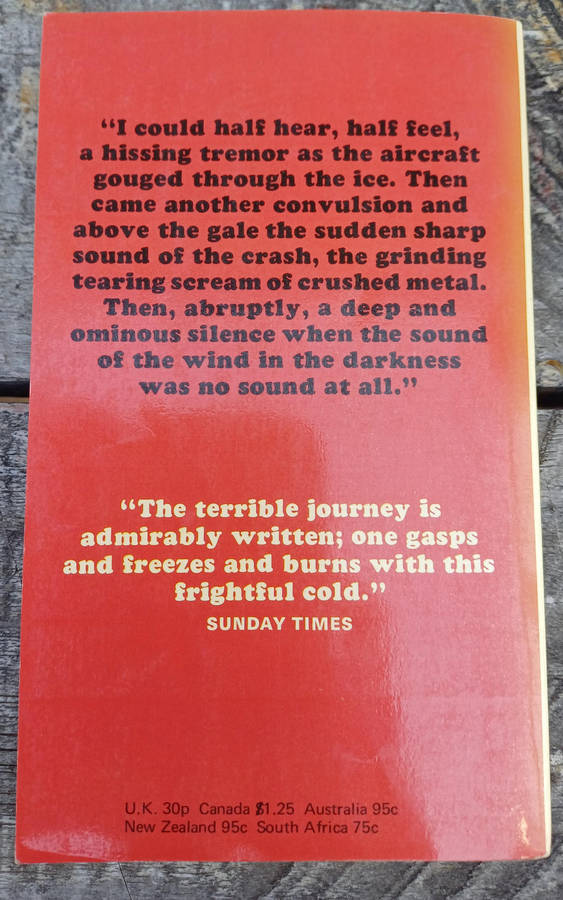 “I could half hear, half feel,
a hissing tremor as the aircraft
gouged through the ice. Then
came another convulsion and
above the gale the sudden sharp
sound of the crash, the grinding
tearing scream of crushed metal.
Then, abruptly, a deep and
ominous silence when the sound
of the wind in the darkness
was no sound at all.”
“The terrible journey is
admirably written; one gasps
and freezes and burns with this
frightful cold.”
SUNDAY TIMES
U.K. 30p Canada $1.25 Australia 95c
New Zealand 95c South Africa 75c